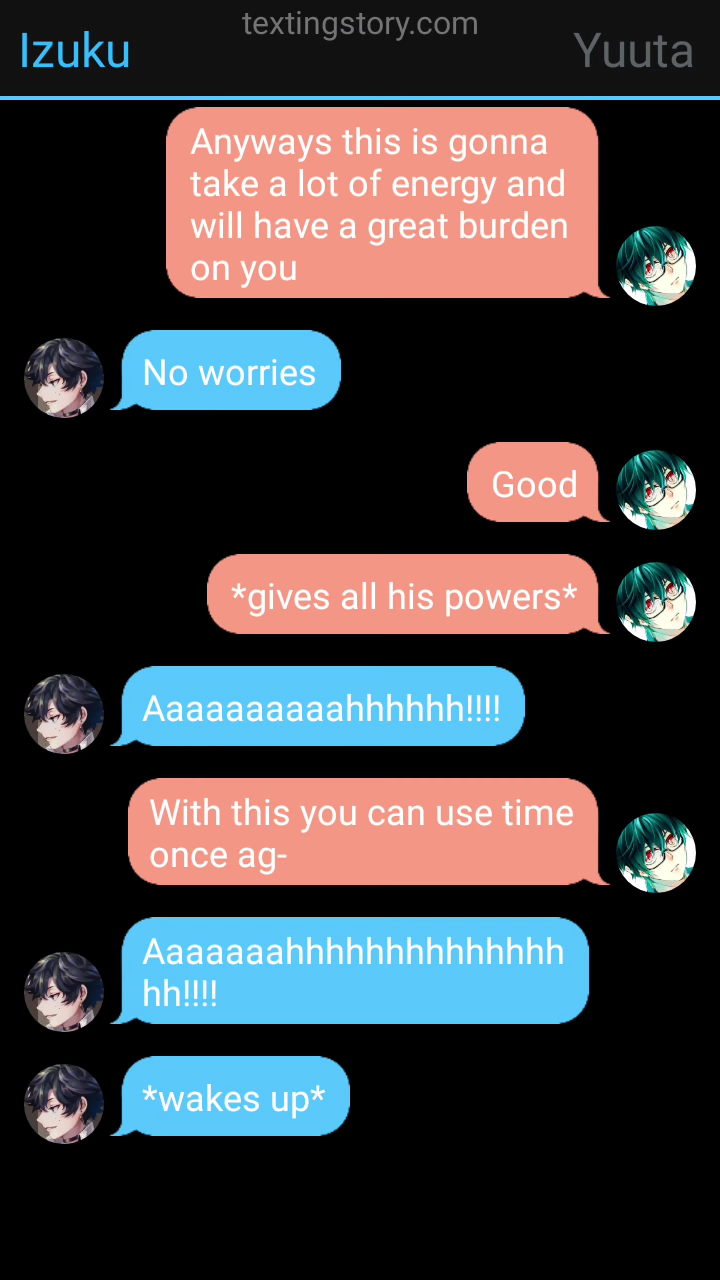 textingstory.com
Izuku
Yuuta
Anyways this is gonna
take a lot of energy and
will have a great burden
on you
No worries
Good
*gives all his powers*
Aaaaaaaaaahhhhhh!!!!
With this you can use time
once ag-
Aaaaaaahhhhhhhhhhhhhh
hh!!!!
*wakes up*